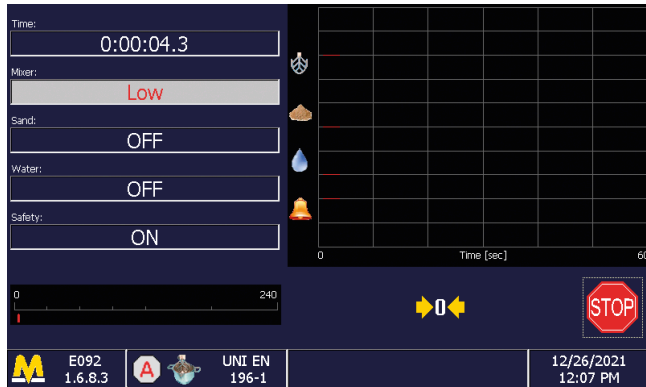 Time:
0:00:04.3
Mixer:
Low
Sand:
OFF
Water:
OFF
Safety:
ON
0 Time [sec] 60
0 240
0
STOP
E092
1.6.8.3
A
UNI EN
196-1
12/26/2021
12:07 PM